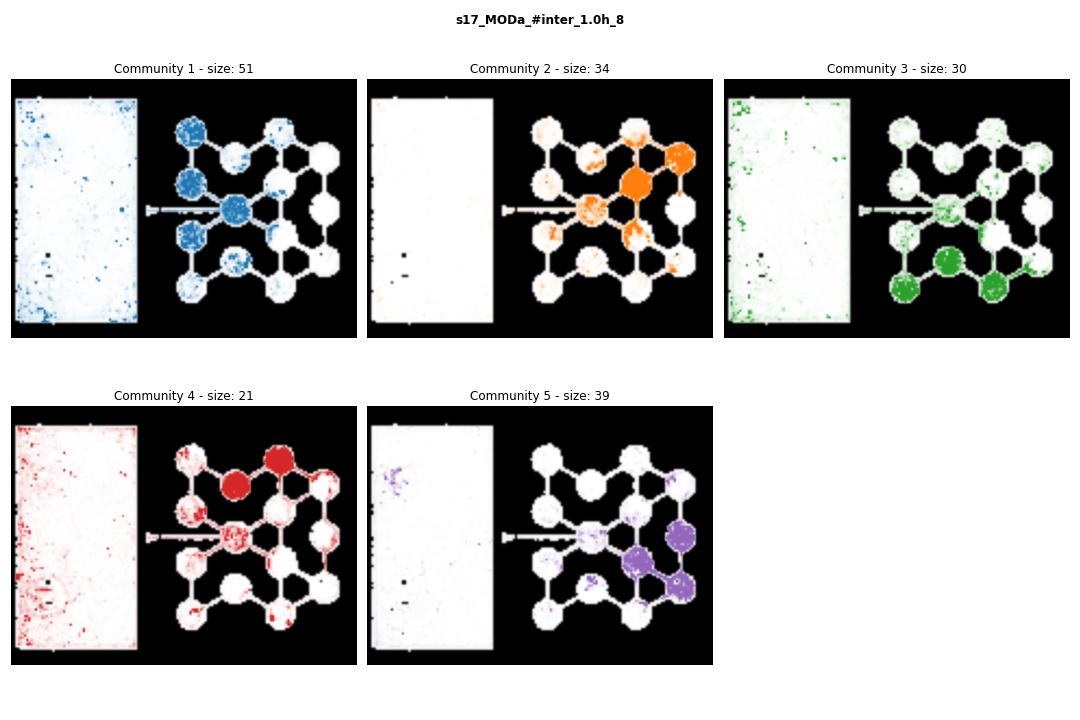 s17_MODa_#inter_1.0h_8
Community 1 - size: 51
Community 2 - size: 34
Community 3 - size: 30
Community 4 - size: 21
Community 5 - size: 39